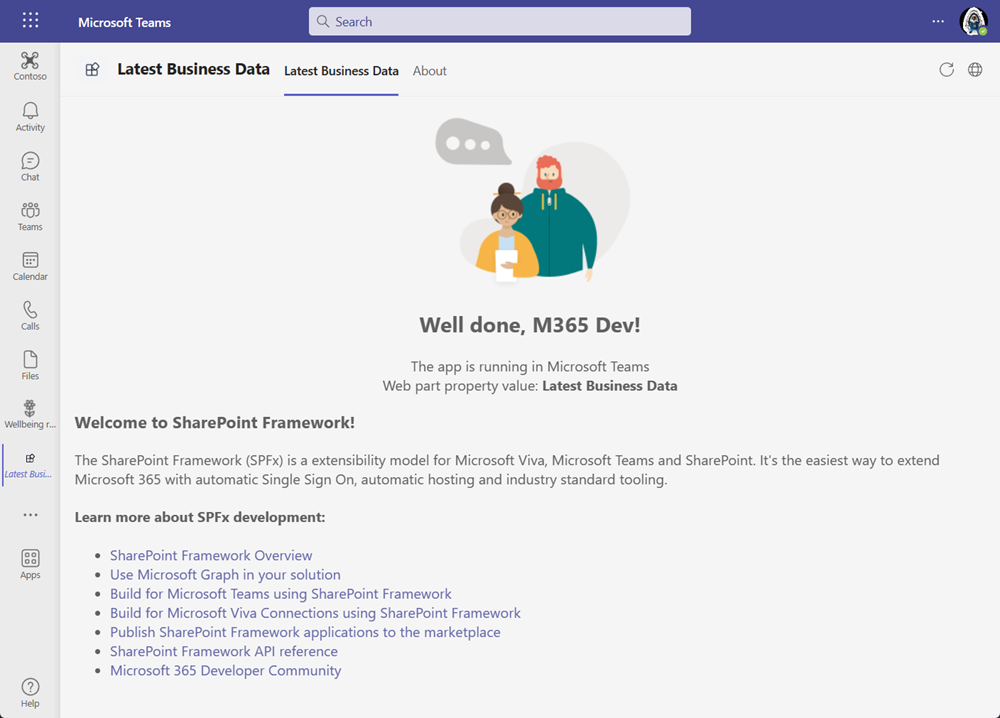 Microsoft Teams
Search
Contoso
Activity
Chat
Teams
Calendar
Calls
Files
Wellbeing r...
Latest Busi...
Apps
Help
Latest Business Data Latest Business Data About
Well done, M365 Dev!
The app is running in Microsoft Teams
Web part property value: Latest Business Data
Welcome to SharePoint Framework!
The SharePoint Framework (SPFx) is a extensibility model for Microsoft Viva, Microsoft Teams and SharePoint. It's the easiest way to extend
Microsoft 365 with automatic Single Sign On, automatic hosting and industry standard tooling.
Learn more about SPFx development:
SharePoint Framework Overview
Use Microsoft Graph in your solution
Build for Microsoft Teams using SharePoint Framework
Build for Microsoft Viva Connections using SharePoint Framework
Publish SharePoint Framework applications to the marketplace
SharePoint Framework API reference
Microsoft 365 Developer Community